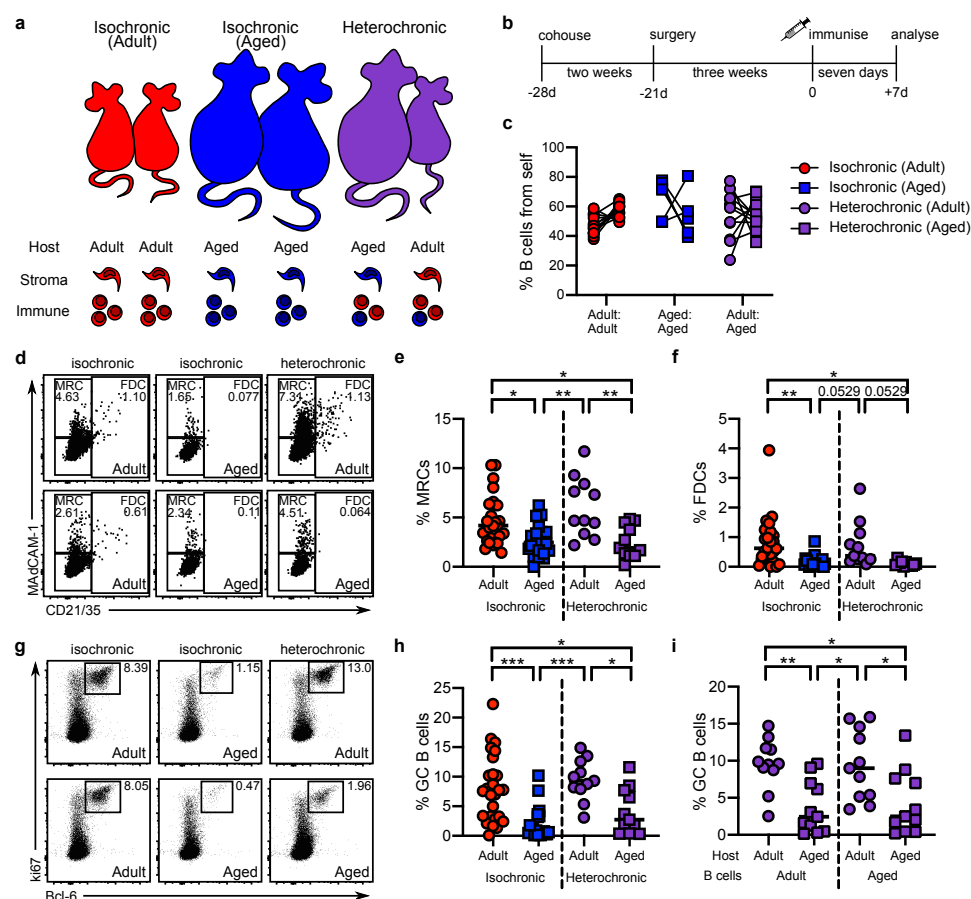 a
Isochronic
(Adult)
Isochronic
(Aged)
Heterochronic
Host Adult Adult Aged Aged Aged Adult
Stroma
Immune
b
cohouse surgery immunise analyse
two weeks three weeks seven days
-28d -21d 0 +7d
c
% B cells from self
100
80
60
40
20
0
Adult: Adult
Aged: Aged
Adult: Aged
Isochronic (Adult)
Isochronic (Aged)
Heterochronic (Adult)
Heterochronic (Aged)
d
isochronic isochronic heterochronic
MRC 4.63 FDC 1.10 Adult
MRC 1.65 FDC 0.077 Aged
MRC 7.31 FDC 1.13 Adult
MRC 2.61 FDC 0.61 Adult
MRC 2.34 FDC 0.11 Aged
MRC 4.51 FDC 0.064 Aged
MAdCAM-1
CD21/35
e
* ** **
*
% MRCs
15
10
5
0
Adult Aged Adult Aged
Isochronic Heterochronic
f
*
** 0.0529 0.0529
% FDCs
5
4
3
2
1
0
Adult Aged Adult Aged
Isochronic Heterochronic
g
isochronic isochronic heterochronic
8.39 Adult
1.15 Aged
13.0 Adult
8.05 Adult
0.47 Aged
1.96 Aged
ki67
Bcl-6
h
*
*** *** *
% GC B cells
25
20
15
10
5
0
Adult Aged Adult Aged
Isochronic Heterochronic
i
*
** * *
% GC B cells
20
15
10
5
0
Host Adult Aged Adult Aged
B cells Adult Aged